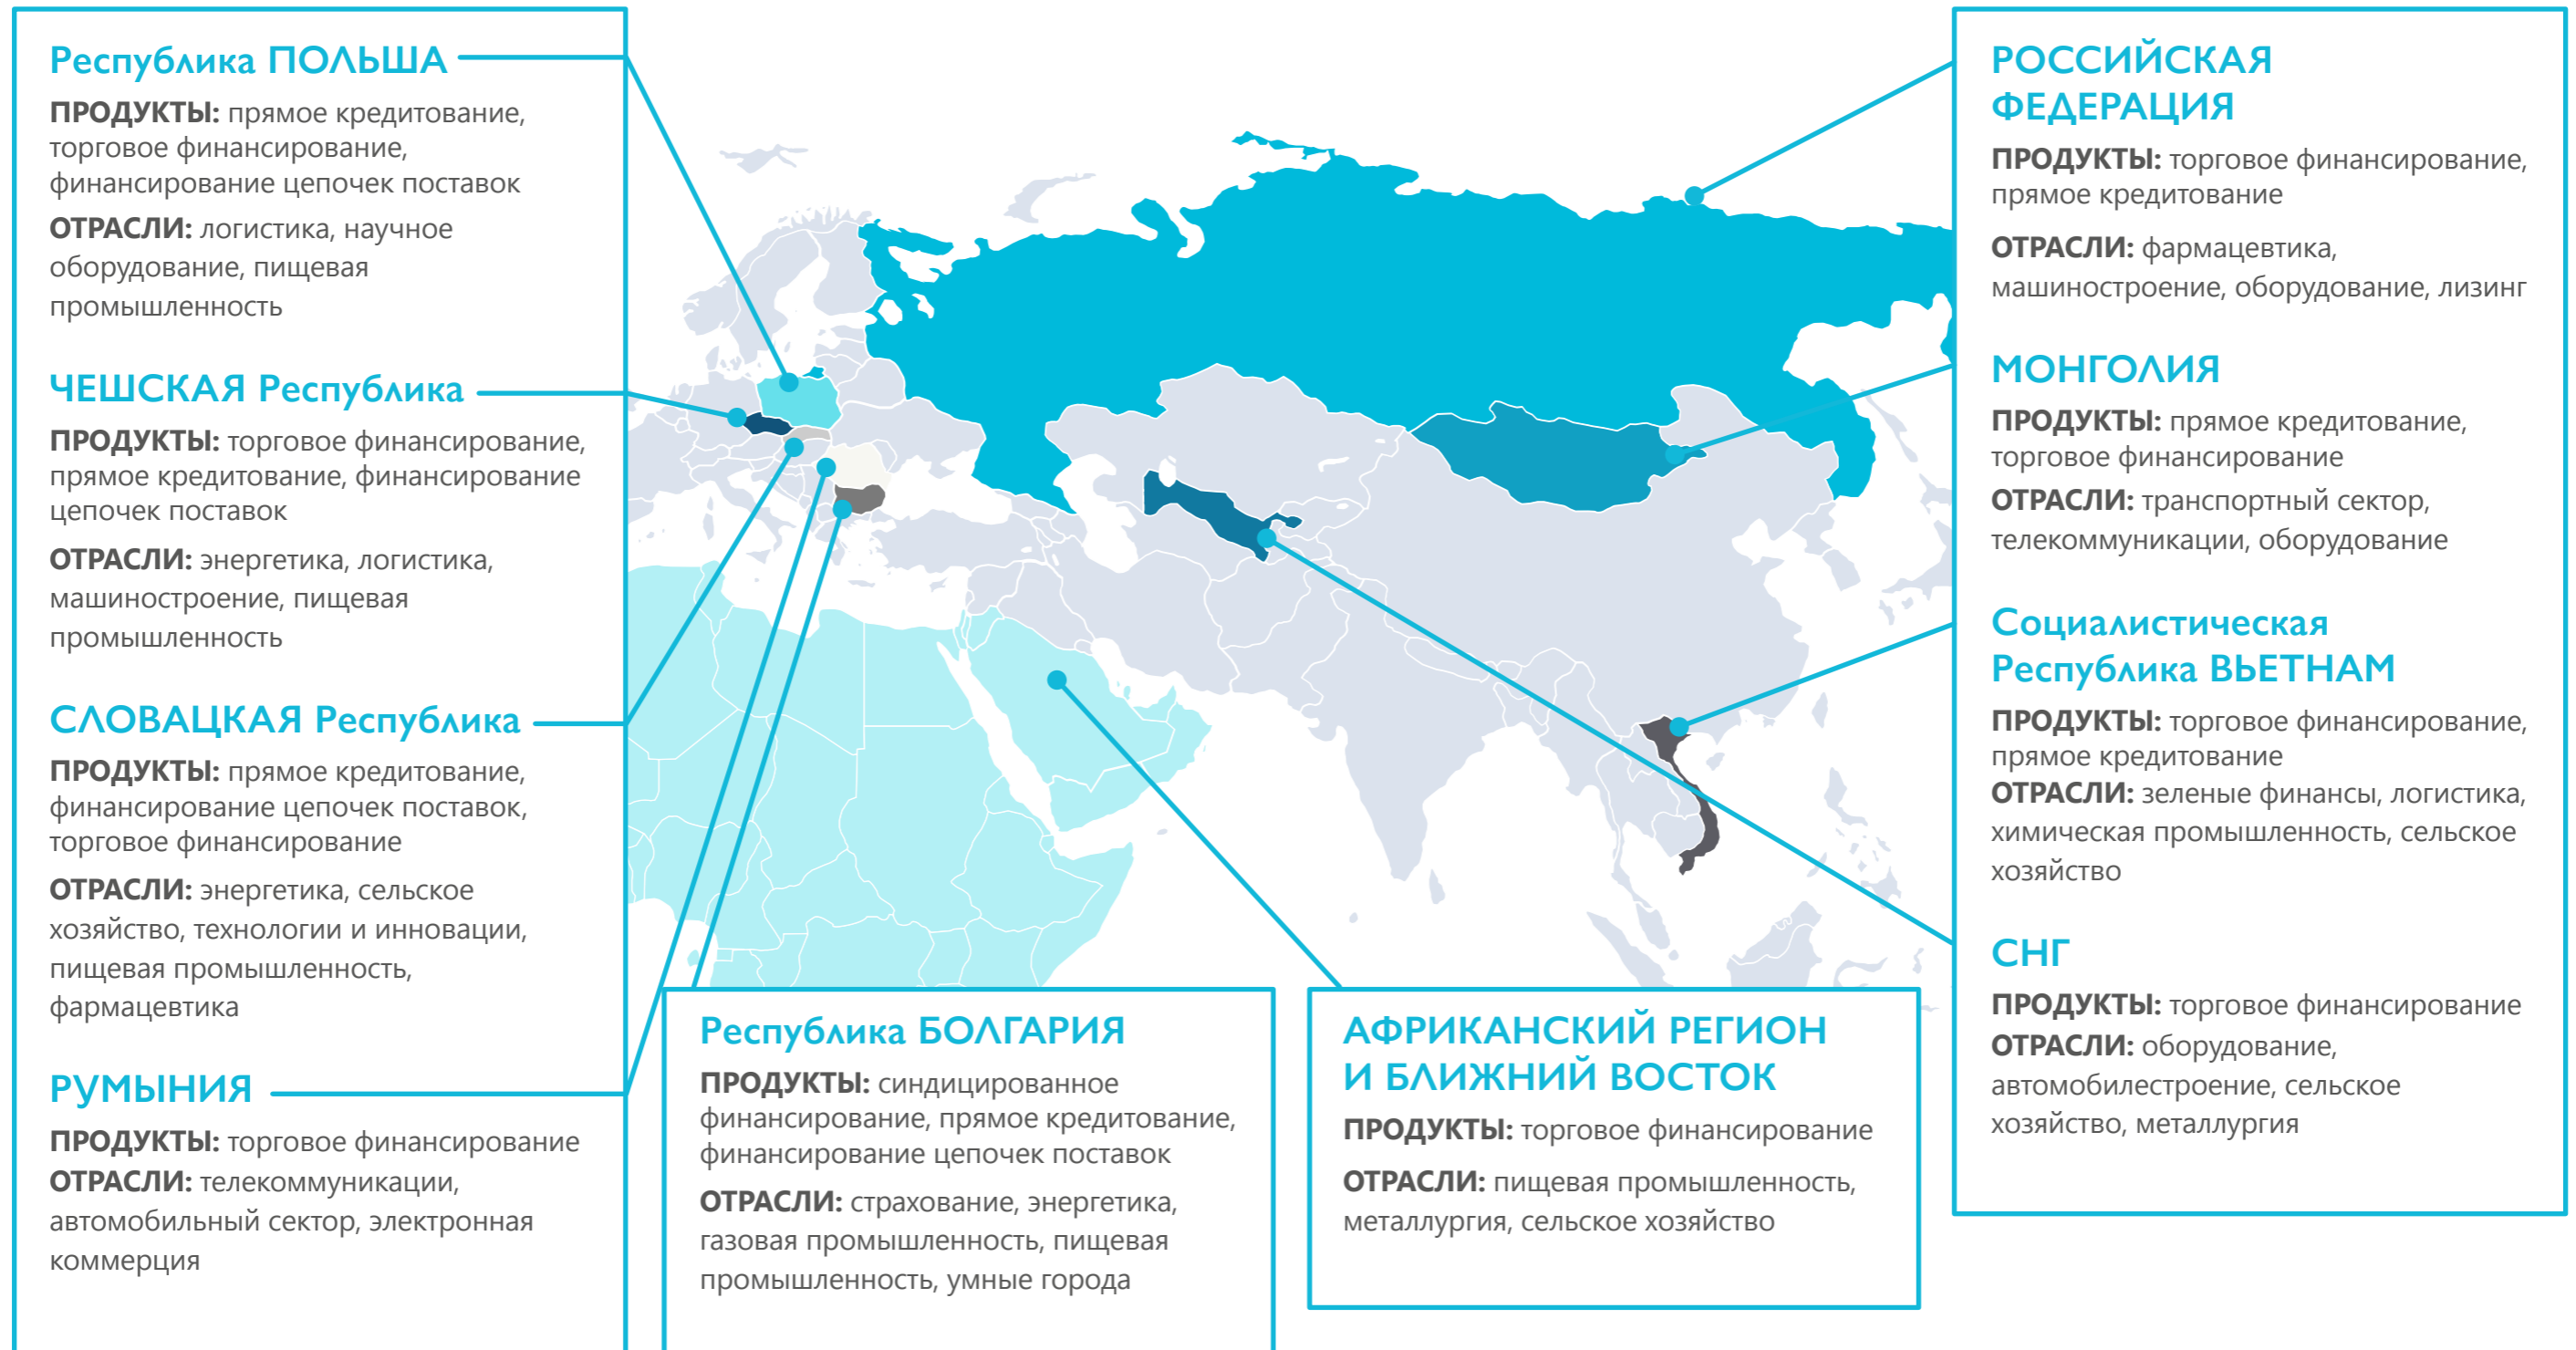 Республика ПОЛЬША
ПРОДУКТЫ: прямое кредитование,
торговое финансирование,
финансирование цепочек поставок
ОТРАСЛИ: логистика, научное
оборудование, пищевая
промышленность
ЧЕШСКАЯ Республика
ПРОДУКТЫ: торговое финансирование,
прямое кредитование, финансирование
цепочек поставок
ОТРАСЛИ: энергетика, логистика,
машиностроение, пищевая
промышленность
СЛОВАЦКАЯ Республика
ПРОДУКТЫ: прямое кредитование,
финансирование цепочек поставок,
торговое финансирование
ОТРАСЛИ: энергетика, сельское
хозяйство, технологии и инновации,
пищевая промышленность,
фармацевтика
РУМЫНИЯ
ПРОДУКТЫ: торговое финансирование
ОТРАСЛИ: телекоммуникации,
автомобильный сектор, электронная
коммерция
Республика БОЛГАРИЯ
ПРОДУКТЫ: синдицированное
финансирование, прямое кредитование,
финансирование цепочек поставок
ОТРАСЛИ: страхование, энергетика,
газовая промышленность, пищевая
промышленность, умные города
АФРИКАНСКИЙ РЕГИОН
И БЛИЖНИЙ ВОСТОК
ПРОДУКТЫ: торговое финансирование
ОТРАСЛИ: пищевая промышленность,
металлургия, сельское хозяйство
РОССИЙСКАЯ
ФЕДЕРАЦИЯ
ПРОДУКТЫ: торговое финансирование,
прямое кредитование
ОТРАСЛИ: фармацевтика,
машиностроение, оборудование, лизинг
МОНГОЛИЯ
ПРОДУКТЫ: прямое кредитование,
торговое финансирование
ОТРАСЛИ: транспортный сектор,
телекоммуникации, оборудование
Социалистическая
Республика ВЬЕТНАМ
ПРОДУКТЫ: торговое финансирование,
прямое кредитование
ОТРАСЛИ: зеленые финансы, логистика,
химическая промышленность, сельское
хозяйство
СНГ
ПРОДУКТЫ: торговое финансирование
ОТРАСЛИ: оборудование,
автомобилестроение, сельское
хозяйство, металлургия